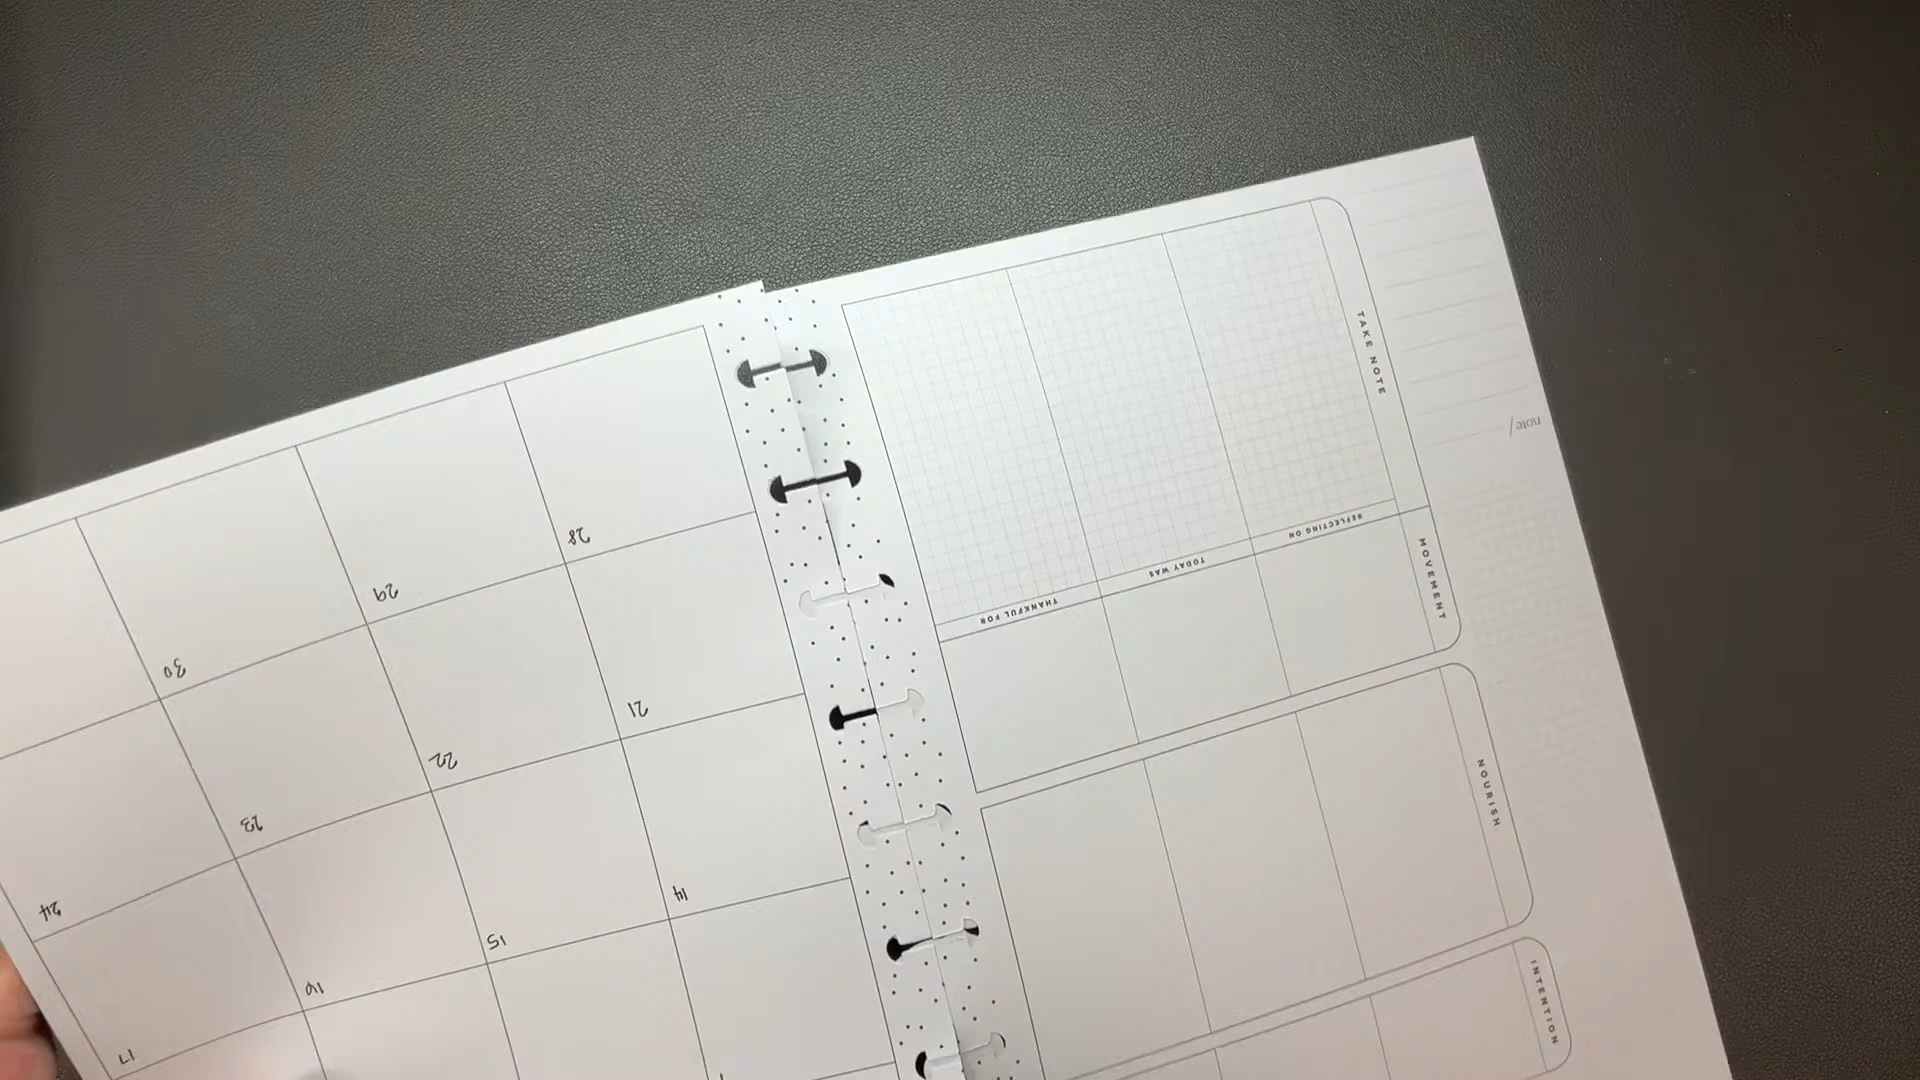 14
15
16
17
21
22
23
24
28
29
30
INTENTION
NOURISH
MOVEMENT
TAKE NOTE
REFLECTING ON
TODAY WAS
THANKFUL FOR
note/